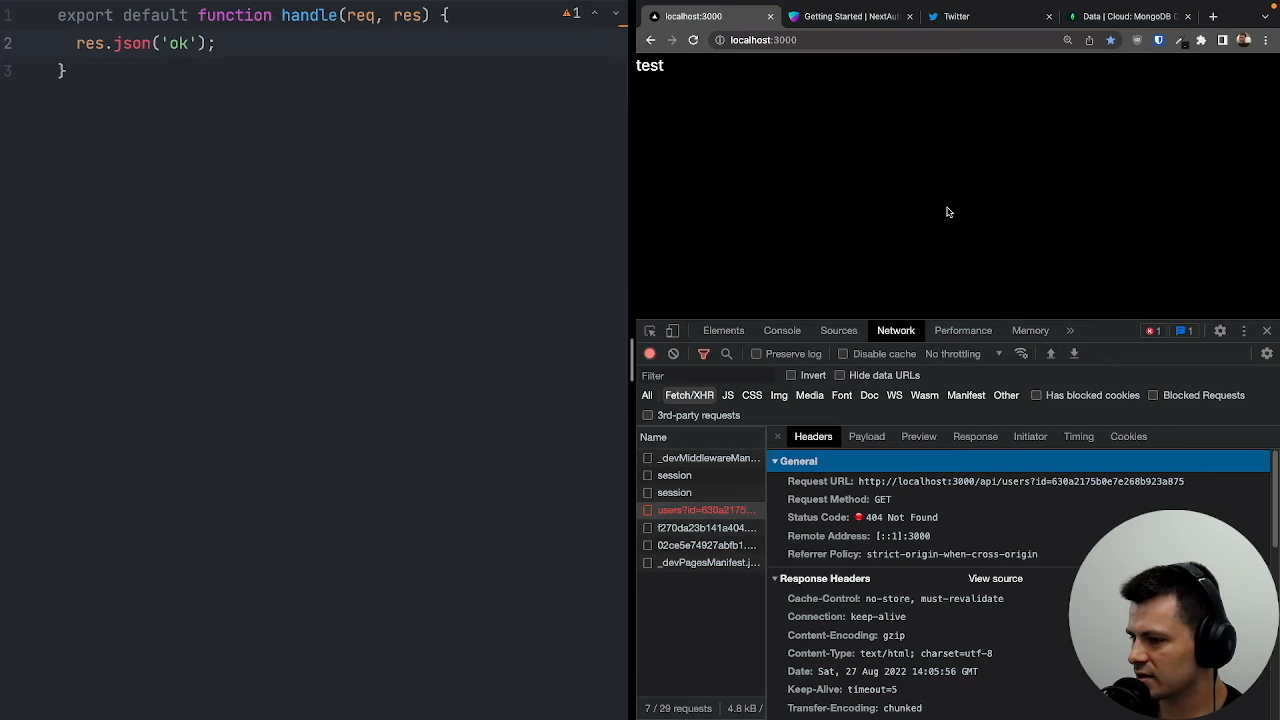 1 export default function handle(req, res) {
2 res.json('ok');
3 }
1
localhost:3000
Getting Started | NextAut
Twitter
Data | Cloud: MongoDB C
localhost:3000
test
Elements Console Sources Network Performance Memory 1 1
Preserve log Disable cache No throttling
Filter Invert Hide data URLs
All Fetch/XHR JS CSS Img Media Font Doc WS Wasm Manifest Other Has blocked cookies Blocked Requests
3rd-party requests
Name
_devMiddlewareMan...
session
session
users?id=630a2175...
f270da23b141a404....
02ce5e74927abfb1....
_devPagesManifest.j...
7 / 29 requests 4.8 kB /
Headers Payload Preview Response Initiator Timing Cookies
General
Request URL: http://localhost:3000/api/users?id=630a2175b0e7e268b923a875
Request Method: GET
Status Code: 404 Not Found
Remote Address: [::1]:3000
Referrer Policy: strict-origin-when-cross-origin
Response Headers View source
Cache-Control: no-store, must-revalidate
Connection: keep-alive
Content-Encoding: gzip
Content-Type: text/html; charset=utf-8
Date: Sat, 27 Aug 2022 14:05:56 GMT
Keep-Alive: timeout=5
Transfer-Encoding: chunked